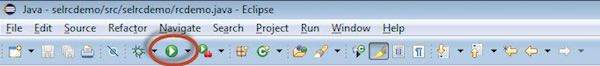 Java - selrcdemo/src/selrcdemo/rcdemo.java - Eclipse
File Edit Source Refactor Navigate Search Project Run Window Help